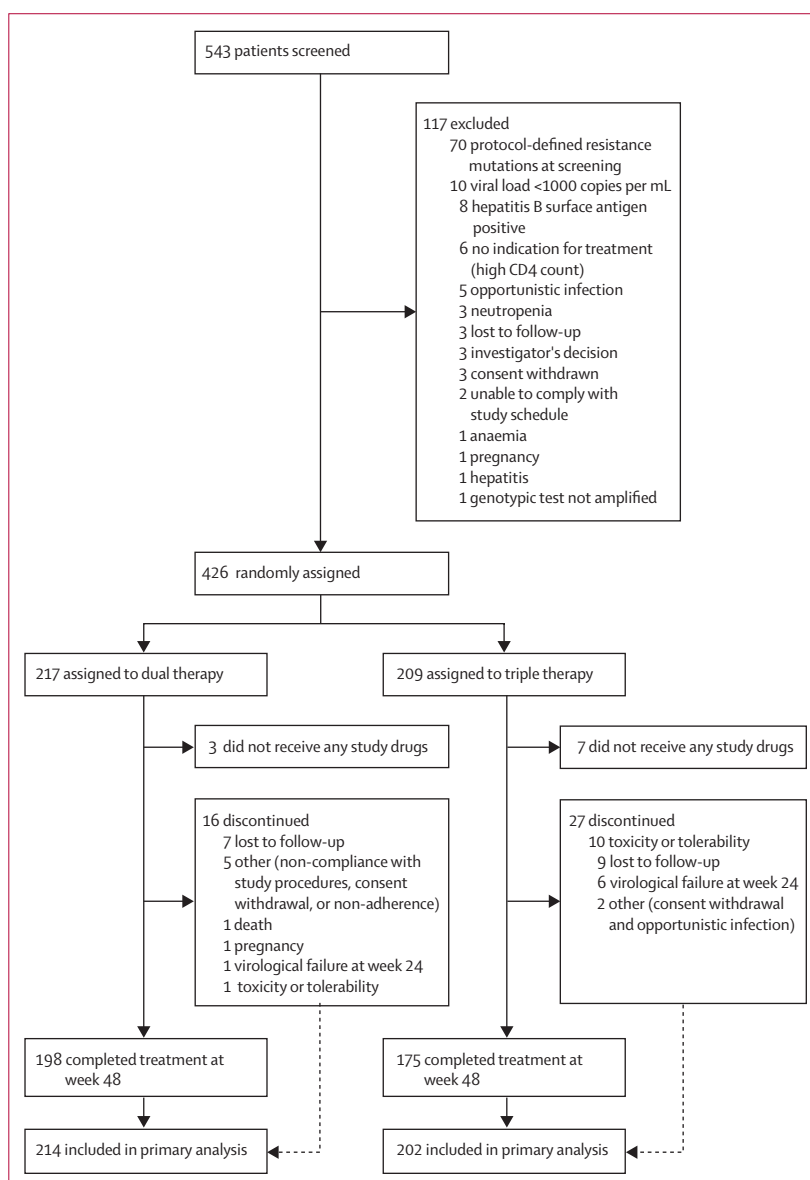 543 patients screened
117 excluded
70 protocol-defined resistance
mutations at screening
10 viral load <1000 copies per mL
8 hepatitis B surface antigen
positive
6 no indication for treatment
(high CD4 count)
5 opportunistic infection
3 neutropenia
3 lost to follow-up
3 investigator's decision
3 consent withdrawn
2 unable to comply with
study schedule
1 anaemia
1 pregnancy
1 hepatitis
1 genotypic test not amplified
426 randomly assigned
217 assigned to dual therapy
209 assigned to triple therapy
3 did not receive any study drugs
7 did not receive any study drugs
16 discontinued
7 lost to follow-up
5 other (non-compliance with
study procedures, consent
withdrawal, or non-adherence)
1 death
1 pregnancy
1 virological failure at week 24
1 toxicity or tolerability
27 discontinued
10 toxicity or tolerability
9 lost to follow-up
6 virological failure at week 24
2 other (consent withdrawal
and opportunistic infection)
198 completed treatment at
week 48
175 completed treatment at
week 48
214 included in primary analysis
202 included in primary analysis